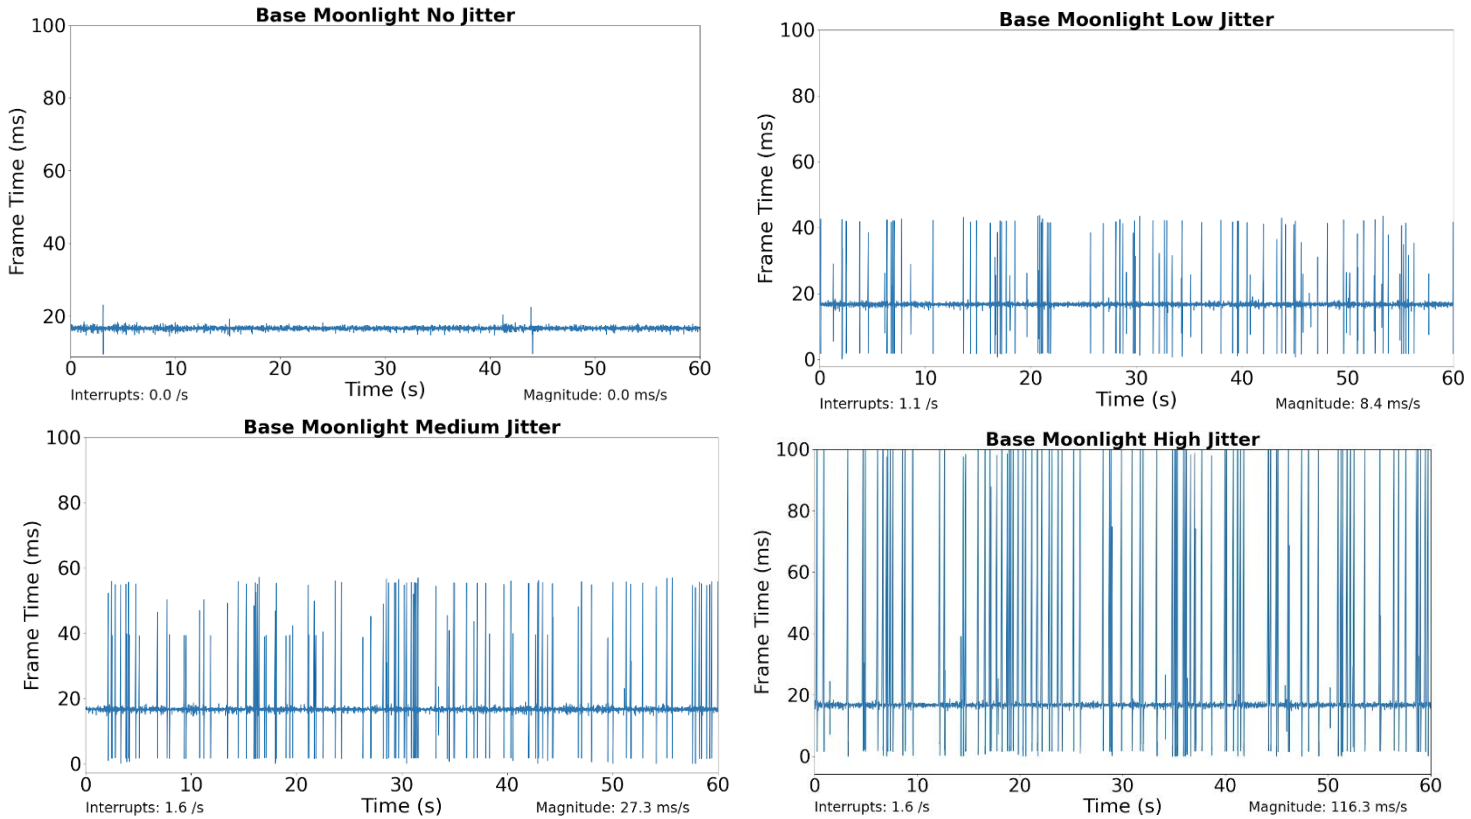 Base Moonlight No Jitter
100
80
60
40
20
Frame Time (ms)
0 10 20 30 40 50 60
Time (s)
Interrupts: 0.0 /s
Magnitude: 0.0 ms/s
Base Moonlight Low Jitter
100
80
60
40
20
0
Frame Time (ms)
0 10 20 30 40 50 60
Time (s)
Interrupts: 1.1 /s
Magnitude: 8.4 ms/s
Base Moonlight Medium Jitter
100
80
60
40
20
0
Frame Time (ms)
0 10 20 30 40 50 60
Time (s)
Interrupts: 1.6 /s
Magnitude: 27.3 ms/s
Base Moonlight High Jitter
100
80
60
40
20
0
Frame Time (ms)
0 10 20 30 40 50 60
Time (s)
Interrupts: 1.6 /s
Magnitude: 116.3 ms/s